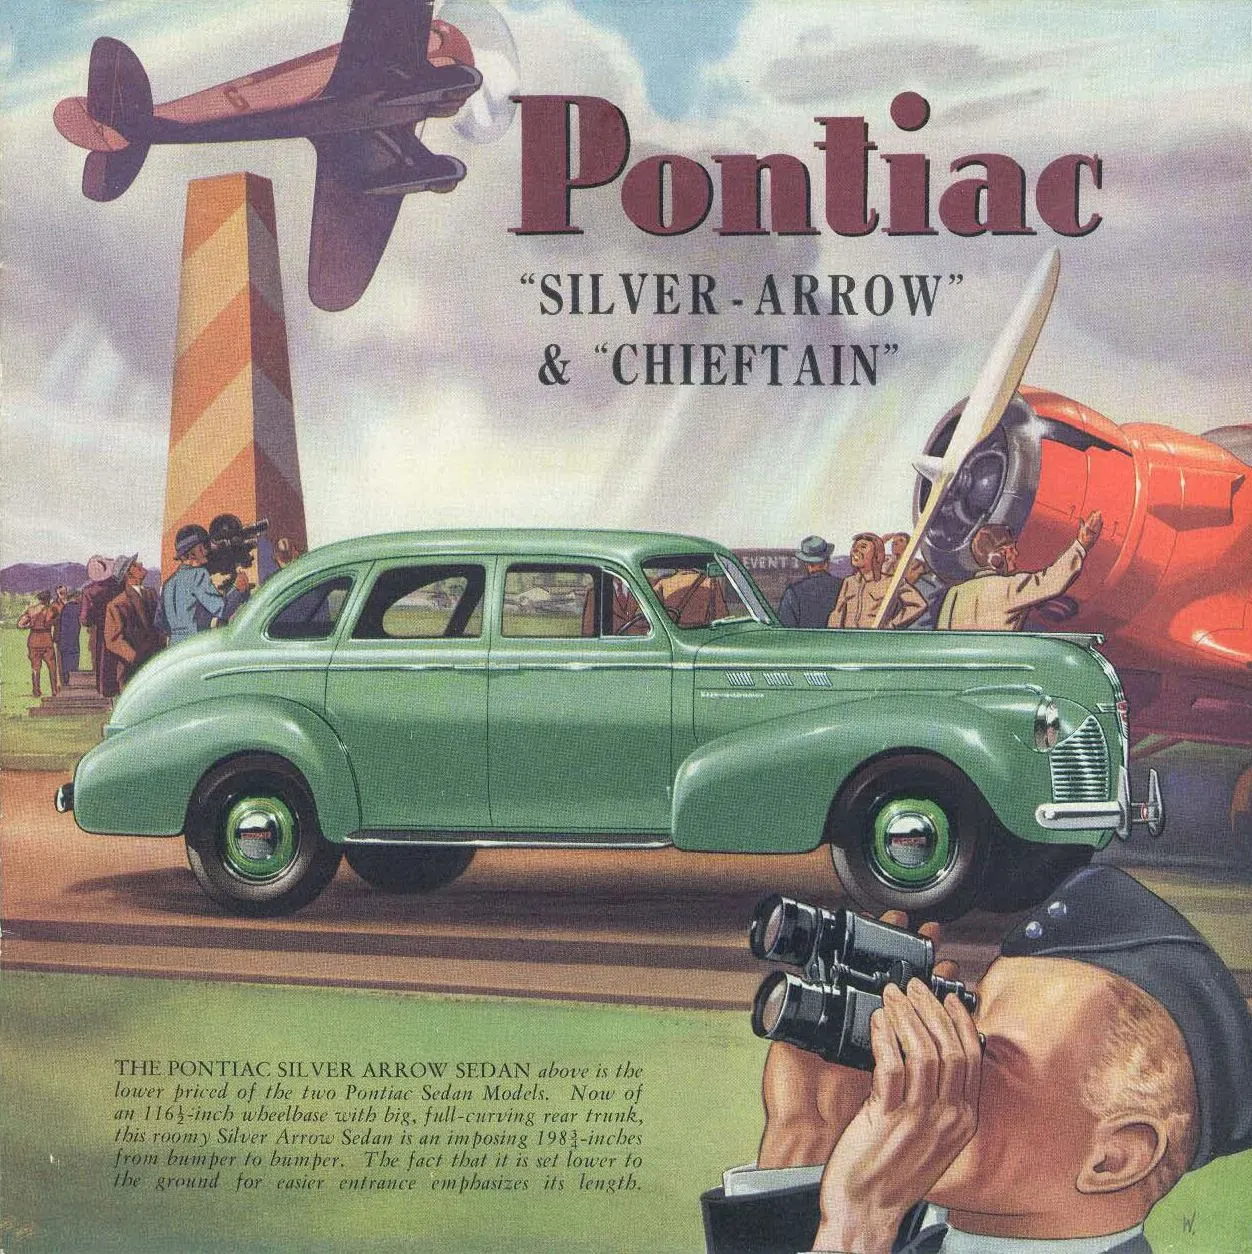 G
Pontiac
“SILVER-ARROW”
& “CHIEFTAIN”
EVENT 1
THE PONTIAC SILVER ARROW SEDAN above is the
lower priced of the two Pontiac Sedan Models. Now of
an 116½-inch wheelbase with big, full-curving rear trunk,
this roomy Silver Arrow Sedan is an imposing 198¾-inches
from bumper to bumper. The fact that it is set lower to
the ground for easier entrance emphasizes its length.
W.